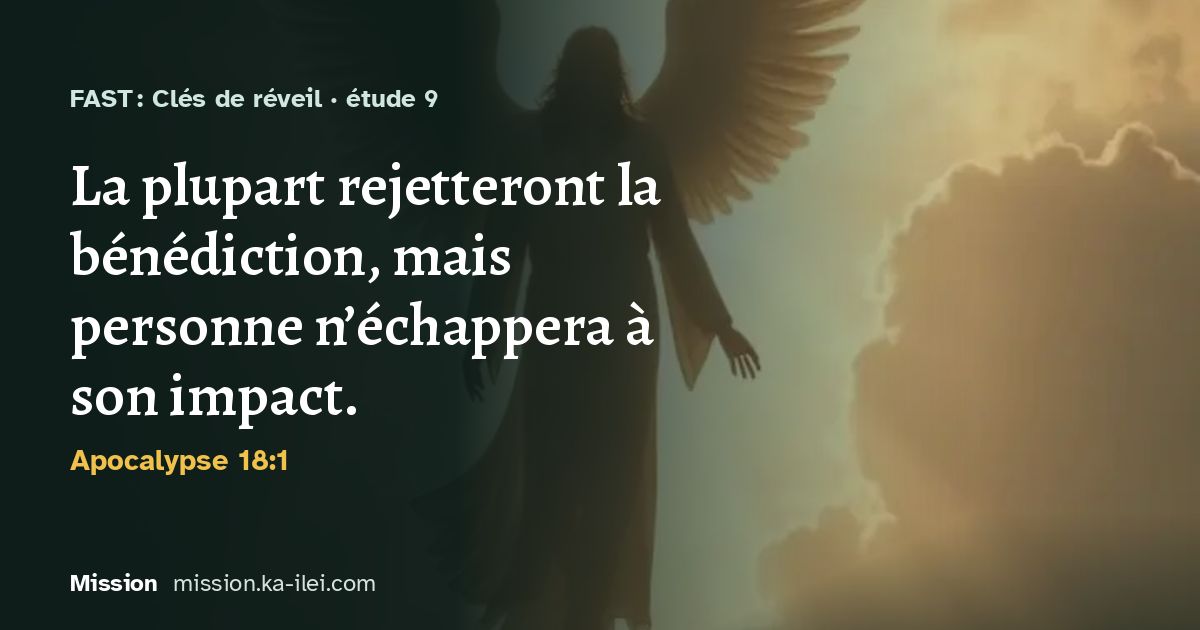 FAST : Clés de réveil · étude 9
La plupart rejetteront la
bénédiction, mais
personne n’échappera à
son impact.
Apocalypse 18:1
Mission mission.ka-ilei.com